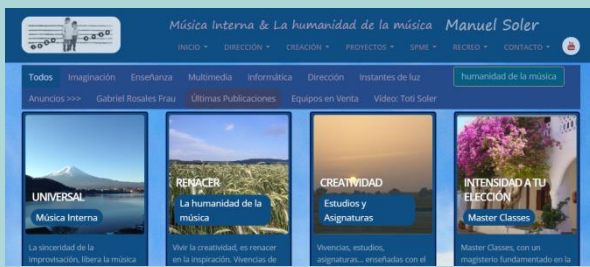 Música Interna & La humanidad de la música Manuel Soler
INICIO DIRECCIÓN CREACIÓN PROYECTOS SPME RECREO CONTACTO
Todos Imaginación Enseñanza Multimedia Informática Dirección Instantes de luz humanidad de la música
Anuncios >>> Gabriel Rosales Frau Últimas Publicaciones Equipos en Venta Vídeo: Toti Soler
UNIVERSAL
Música Interna
La sinceridad de la
improvisación, libera la música
RENACER
La humanidad de la
música
Vivir la creatividad, es renacer
en la inspiración. Vivencias de
CREATIVIDAD
Estudios y
Asignaturas
Vivencias, estudios,
asignaturas... enseñadas con el
INTENSIDAD A TU
ELECCIÓN
Master Classes
Master Classes, con un
magisterio fundamentado en la